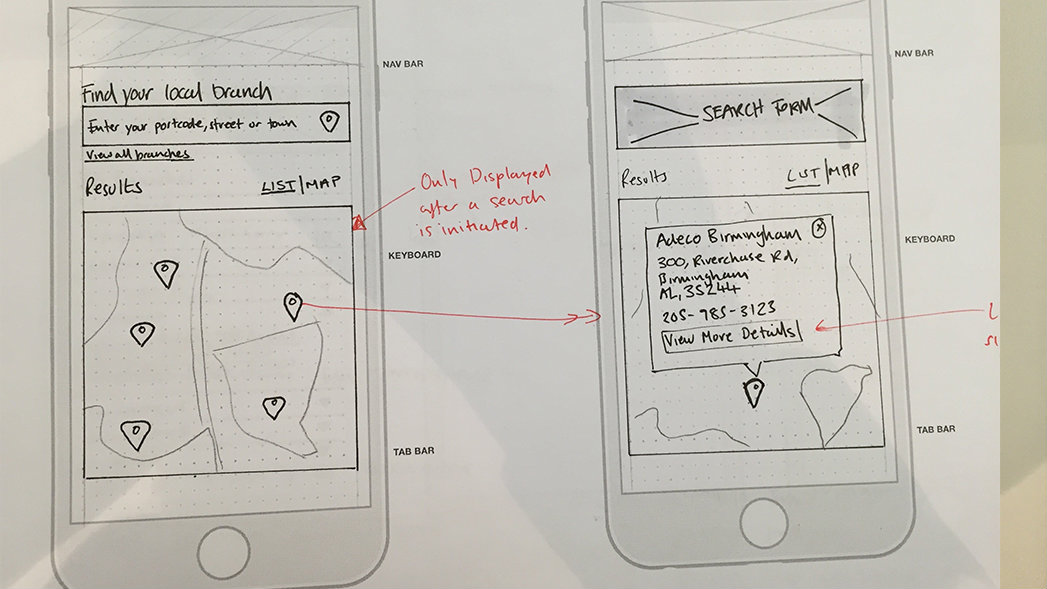 NAV BAR
Find your local branch
Enter your portcode, street or town
View all branches
Results LIST|MAP
Only Displayed
after a search
is initiated.
KEYBOARD
TAB BAR
NAV BAR
SEARCH FORM
Results LIST|MAP
Adeco Birmingham X
300, Riverchase Rd,
Birmingham
AL, 35244
205-985-3123
View More Details
KEYBOARD
TAB BAR